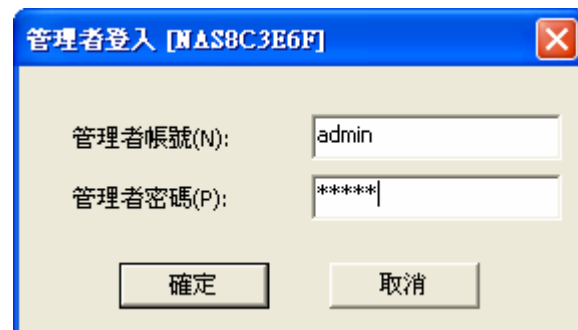 管理者登入 [NAS8C3E6F]
管理者帳號(N): admin
管理者密碼(P): *****
確定 取消